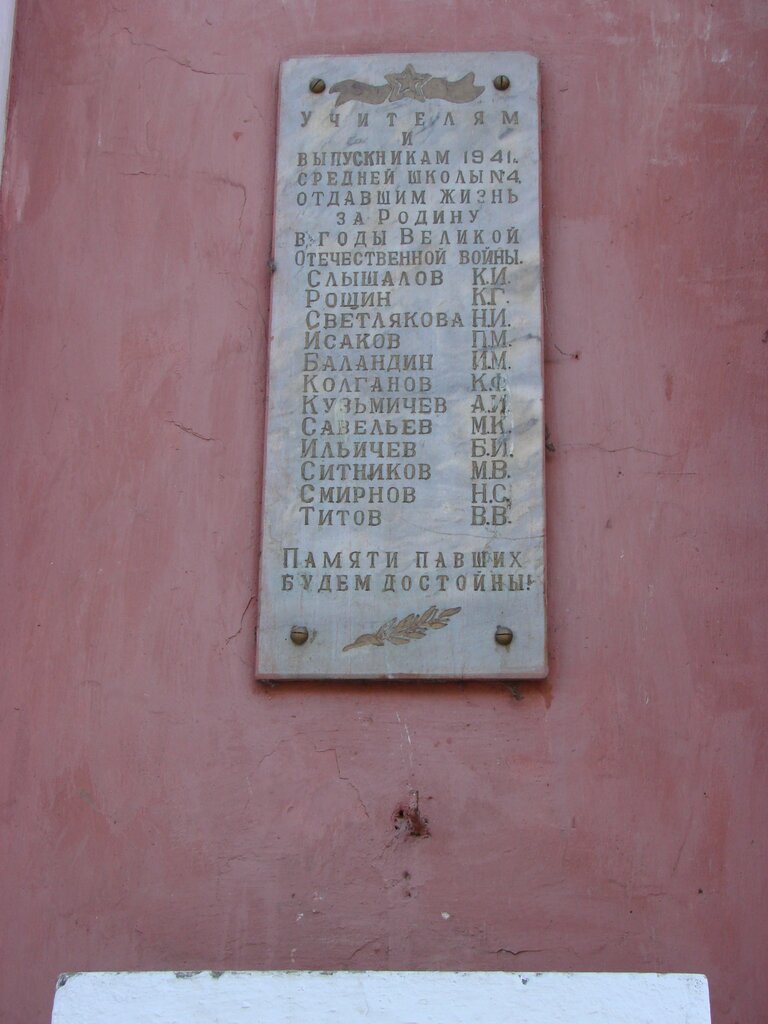 УЧИТЕЛЯМ
И
ВЫПУСКНИКАМ 1941г.
СРЕДНЕЙ ШКОЛЫ №4,
ОТДАВШИМ ЖИЗНЬ
ЗА РОДИНУ
В ГОДЫ ВЕЛИКОЙ
ОТЕЧЕСТВЕННОЙ ВОЙНЫ.
СЛЫШАЛОВ К.И.
РОЩИН К.Г.
СВЕТЛЯКОВА Н.И.
ИСАКОВ П.М.
БАЛАНДИН И.М.
КОЛГАНОВ К.Ф.
КУЗЬМИЧЕВ А.И.
САВЕЛЬЕВ М.К.
ИЛЬИЧЕВ Б.И.
СИТНИКОВ М.В.
СМИРНОВ Н.С.
ТИТОВ В.В.
ПАМЯТИ ПАВШИХ
БУДЕМ ДОСТОЙНЫ!